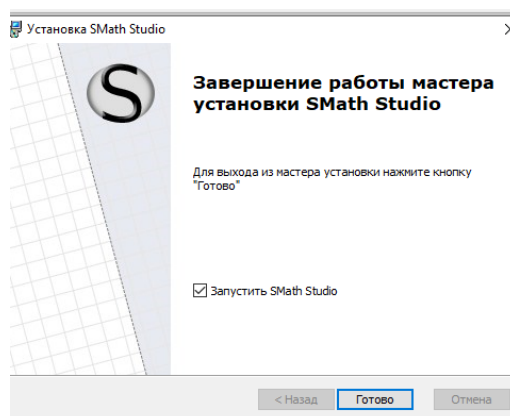 Установка SMath Studio
S
Завершение работы мастера
установки SMath Studio
Для выхода из мастера установки нажмите кнопку
"Готово"
Запустить SMath Studio
< Назад
Готово
Отмена